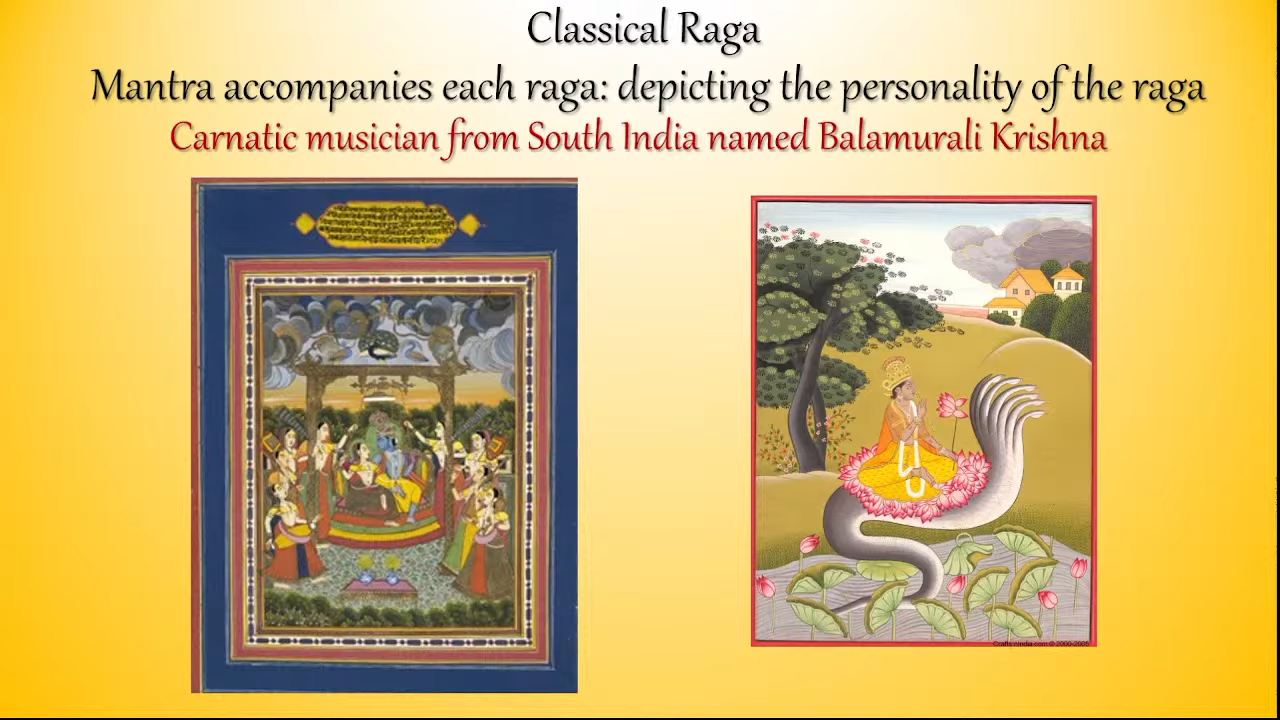 Classical Raga
Mantra accompanies each raga: depicting the personality of the raga
Carnatic musician from South India named Balamurali Krishna